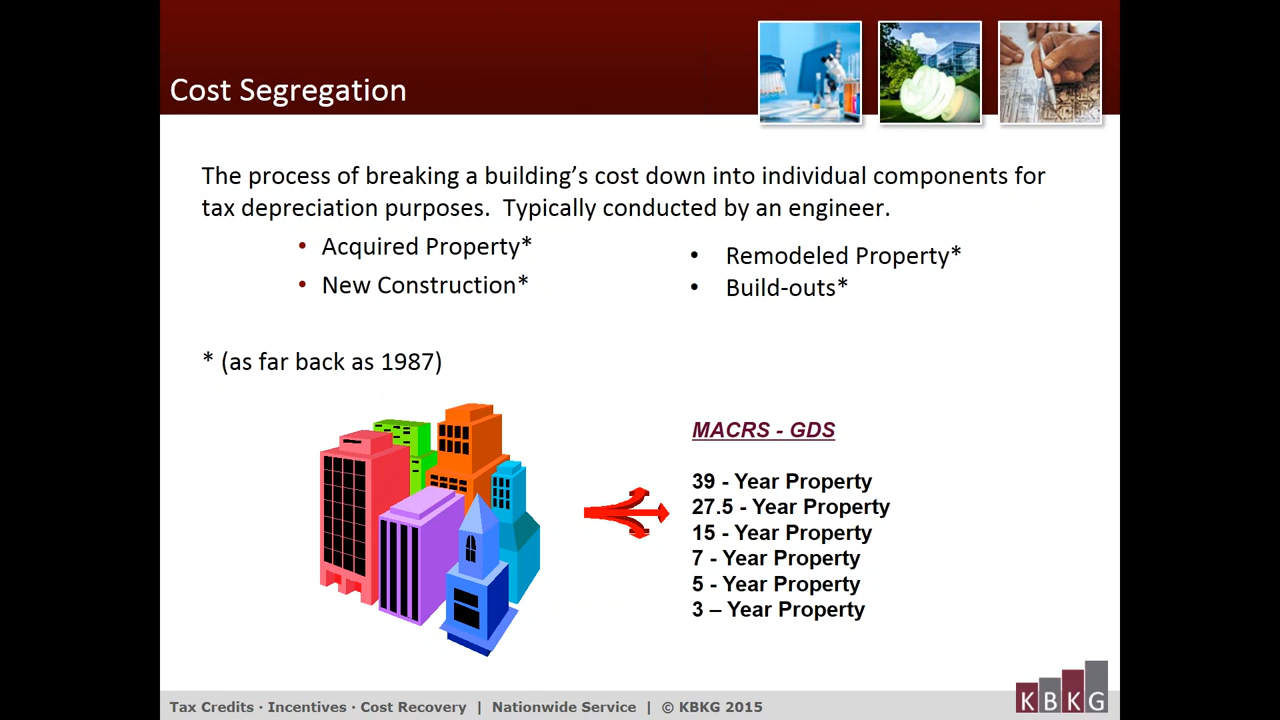 Cost Segregation
The process of breaking a building’s cost down into individual components for
tax depreciation purposes.  Typically conducted by an engineer.
• Acquired Property*
• New Construction*
• Remodeled Property*
• Build-outs*
* (as far back as 1987)
MACRS - GDS
39 - Year Property
27.5 - Year Property
15 - Year Property
7 - Year Property
5 - Year Property
3 – Year Property
Tax Credits · Incentives · Cost Recovery | Nationwide Service | © KBKG 2015
KBKG